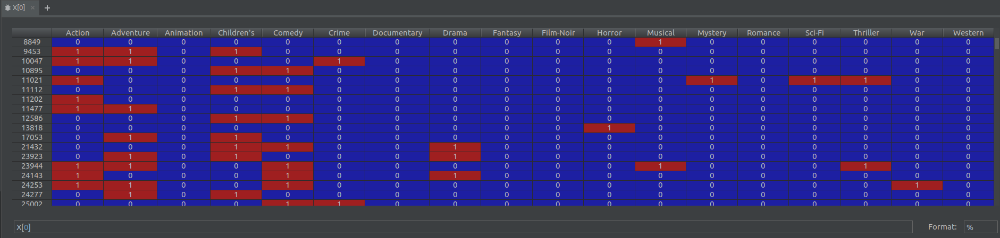 X[0] × +
Action Adventure Animation Children's Comedy Crime Documentary Drama Fantasy Film-Noir Horror Musical Mystery Romance Sci-Fi Thriller War Western
8849 0 0 0 0 0 0 0 0 0 0 0 1 0 0 0 0 0 0
9453 1 1 0 1 0 0 0 0 0 0 0 0 0 0 0 0 0 0
10047 1 1 0 0 0 1 0 0 0 0 0 0 0 0 0 0 0 0
10895 0 0 0 1 1 0 0 0 0 0 0 0 0 0 0 0 0 0
11021 1 0 0 0 0 0 0 0 0 0 0 0 1 0 1 1 0 0
11112 0 0 0 1 1 0 0 0 0 0 0 0 0 0 0 0 0 0
11202 1 0 0 0 0 0 0 0 0 0 0 0 0 0 0 0 0 0
11477 1 1 0 0 0 0 0 0 0 0 0 0 0 0 0 0 0 0
12586 0 0 0 1 1 0 0 0 0 0 0 0 0 0 0 0 0 0
13818 0 0 0 0 0 0 0 0 0 0 1 0 0 0 0 0 0 0
17053 0 1 0 1 0 0 0 0 0 0 0 0 0 0 0 0 0 0
21432 0 0 0 1 1 0 0 1 0 0 0 0 0 0 0 0 0 0
23923 0 1 0 1 0 0 0 1 0 0 0 0 0 0 0 0 0 0
23944 1 1 0 0 1 0 0 0 0 0 0 1 0 0 0 1 0 0
24143 1 0 0 0 1 0 0 1 0 0 0 0 0 0 0 0 0 0
24253 1 1 0 0 1 0 0 0 0 0 0 0 0 0 0 0 1 0
24277 0 1 0 1 0 0 0 0 0 0 0 0 0 0 0 0 0 0
25002 0 0 0 0 1 1 0 0 0 0 0 0 0 0 0 0 0 0
X[0] Format: %